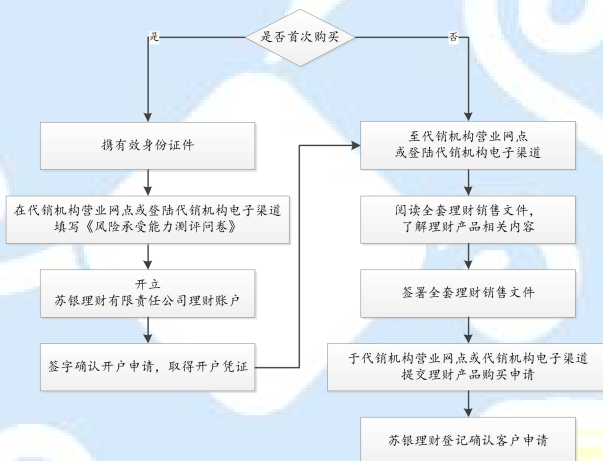 是否首次购买
是
否
携有效身份证件
在代销机构营业网点或登陆代销机构电子渠道
填写《风险承受能力测评问卷》
开立
苏银理财有限责任公司理财账户
签字确认开户申请，取得开户凭证
至代销机构营业网点
或登陆代销机构电子渠道
阅读全套理财销售文件，
了解理财产品相关内容
签署全套理财销售文件
于代销机构营业网点或代销机构电子渠道
提交理财产品购买申请
苏银理财登记确认客户申请